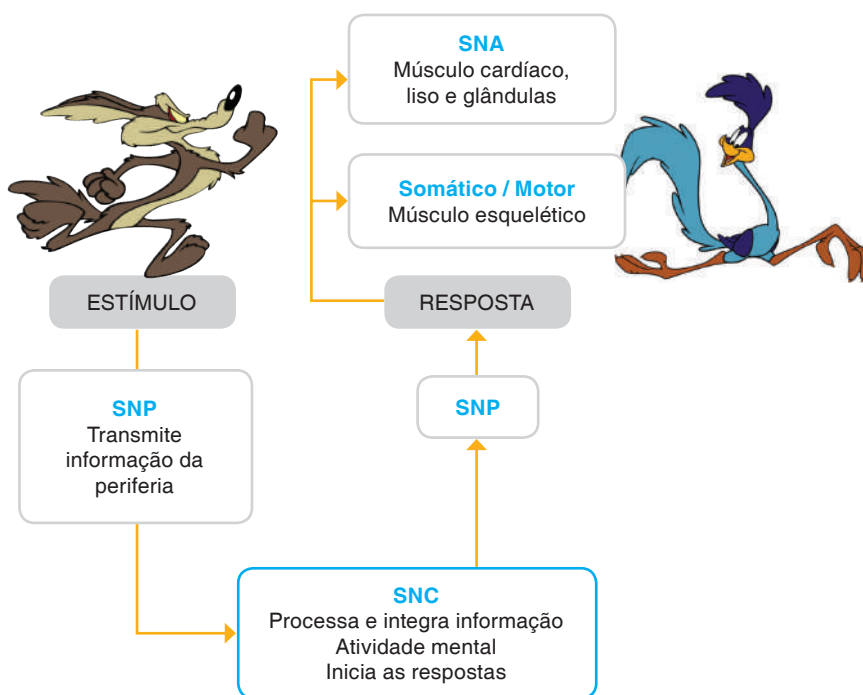 SNA
Músculo cardíaco,
liso e glândulas
Somático / Motor
Músculo esquelético
ESTÍMULO
RESPOSTA
SNP
Transmite
informação da
periferia
SNP
SNC
Processa e integra informação
Atividade mental
Inicia as respostas